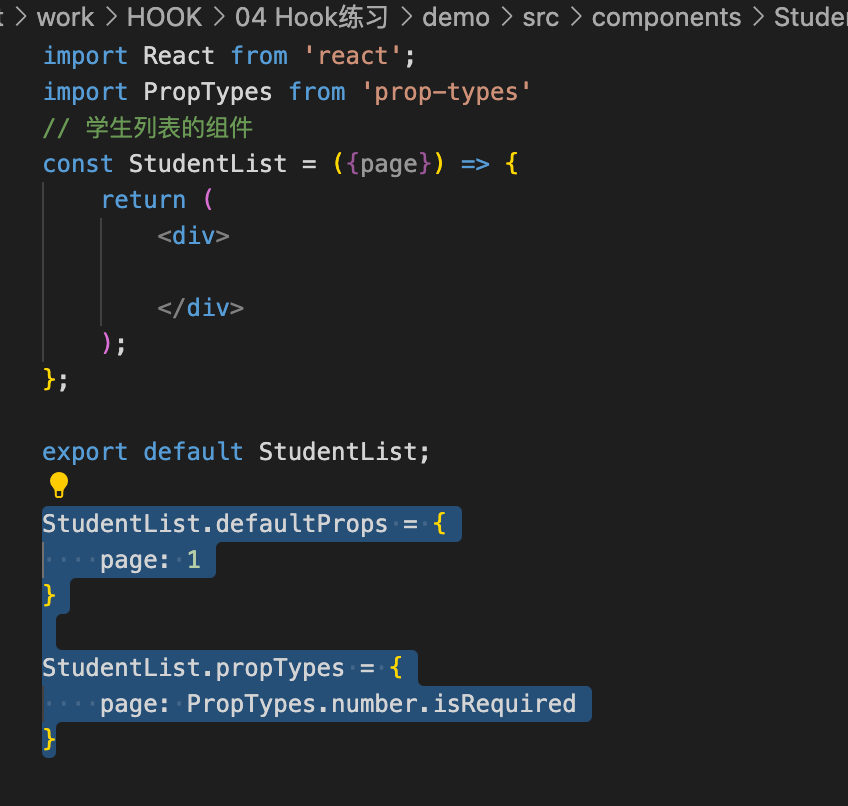 work > HOOK > 04 Hook练习 > demo > src > components >
import React from 'react';
import PropTypes from 'prop-types'
// 学生列表的组件
const StudentList = ({page}) => {
    return (
        <div>

        </div>
    );
};

export default StudentList;

StudentList.defaultProps = {
    page: 1
}

StudentList.propTypes = {
    page: PropTypes.number.isRequired
}